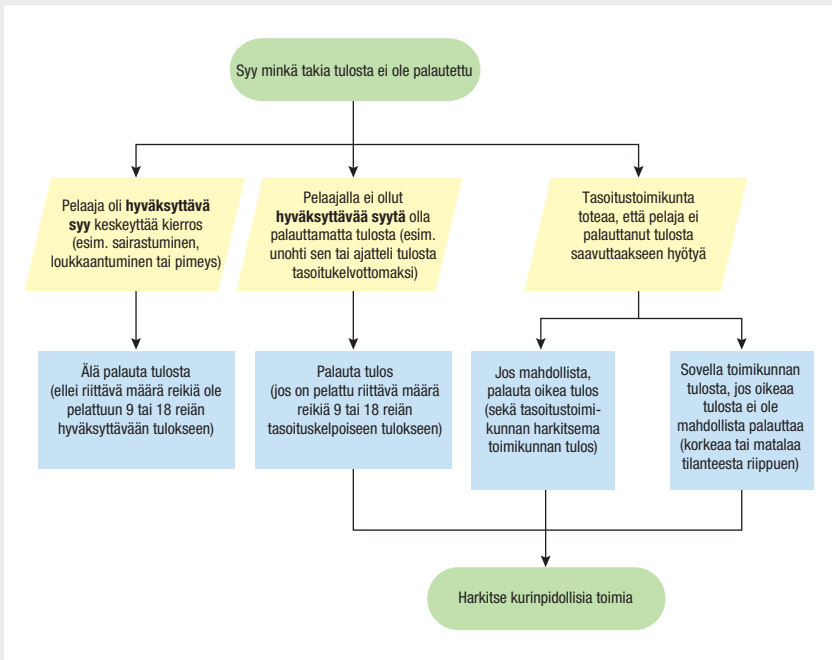 Syy minkä takia tulosta ei ole palautettu
Pelaaja oli hyväksyttävä
syy keskeyttää kierros
(esim. sairastuminen,
loukkaantuminen tai pimeys)
Pelaajalla ei ollut
hyväksyttävää syytä olla
palauttamatta tulosta (esim.
unohti sen tai ajatteli tulosta
tasoitukelvottomaksi)
Tasoitustoimikunta
toteaa, että pelaja ei
palauttanut tulosta
saavuttaakseen hyötyä
Älä palauta tulosta
(ellei riittävä määrä reikiä ole
pelattuun 9 tai 18 reiän
hyväksyttävään tulokseen)
Palauta tulos
(jos on pelattu riittävä määrä
reikiä 9 tai 18 reiän
tasoituskelpoiseen tulokseen)
Jos mahdollista,
palauta oikea tulos
(sekä tasoitustoimi-
kunnan harkitsema
toimikunnan tulos)
Sovella toimikunnan
tulosta, jos oikeaa
tulosta ei ole
mahdollista palauttaa
(korkeaa tai matalaa
tilanteesta riippuen)
Harkitse kurinpidollisia toimia